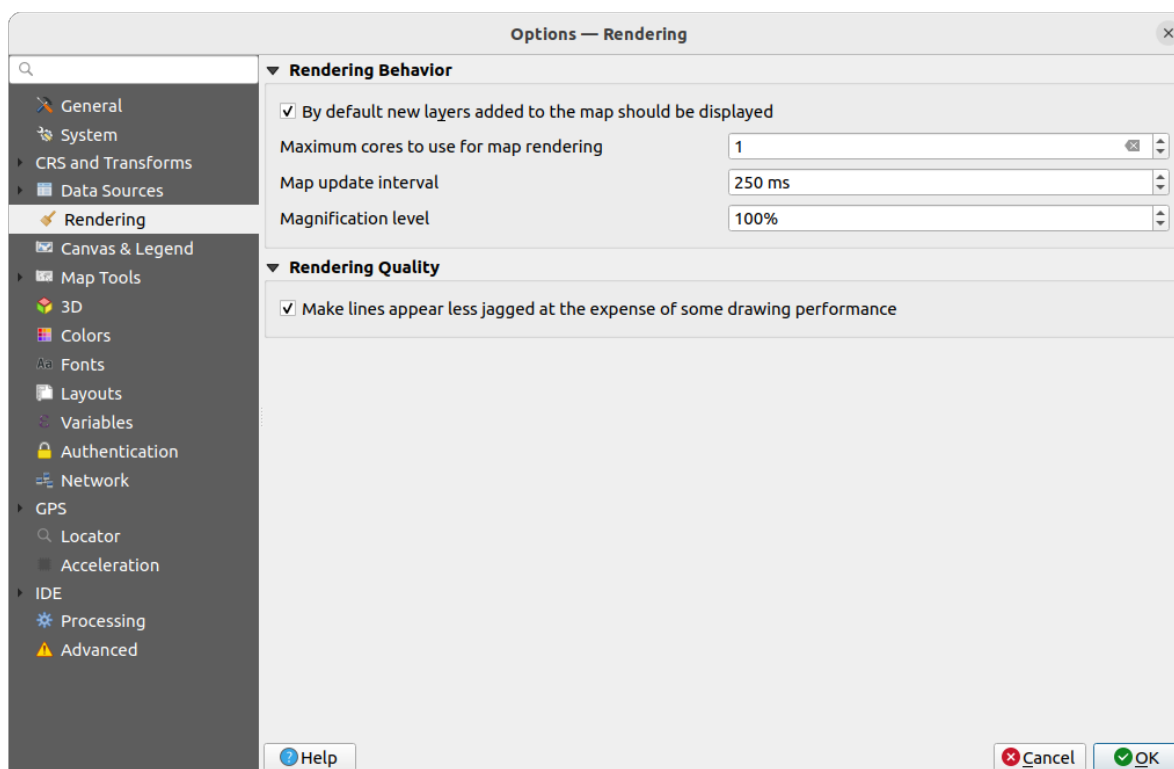 Options — Rendering
General
System
CRS and Transforms
Data Sources
Rendering
Canvas & Legend
Map Tools
3D
Colors
Aa Fonts
Layouts
Variables
Authentication
Network
GPS
Locator
Acceleration
IDE
Processing
Advanced
Rendering Behavior
By default new layers added to the map should be displayed
Maximum cores to use for map rendering 1
Map update interval 250 ms
Magnification level 100%
Rendering Quality
Make lines appear less jagged at the expense of some drawing performance
Help Cancel OK